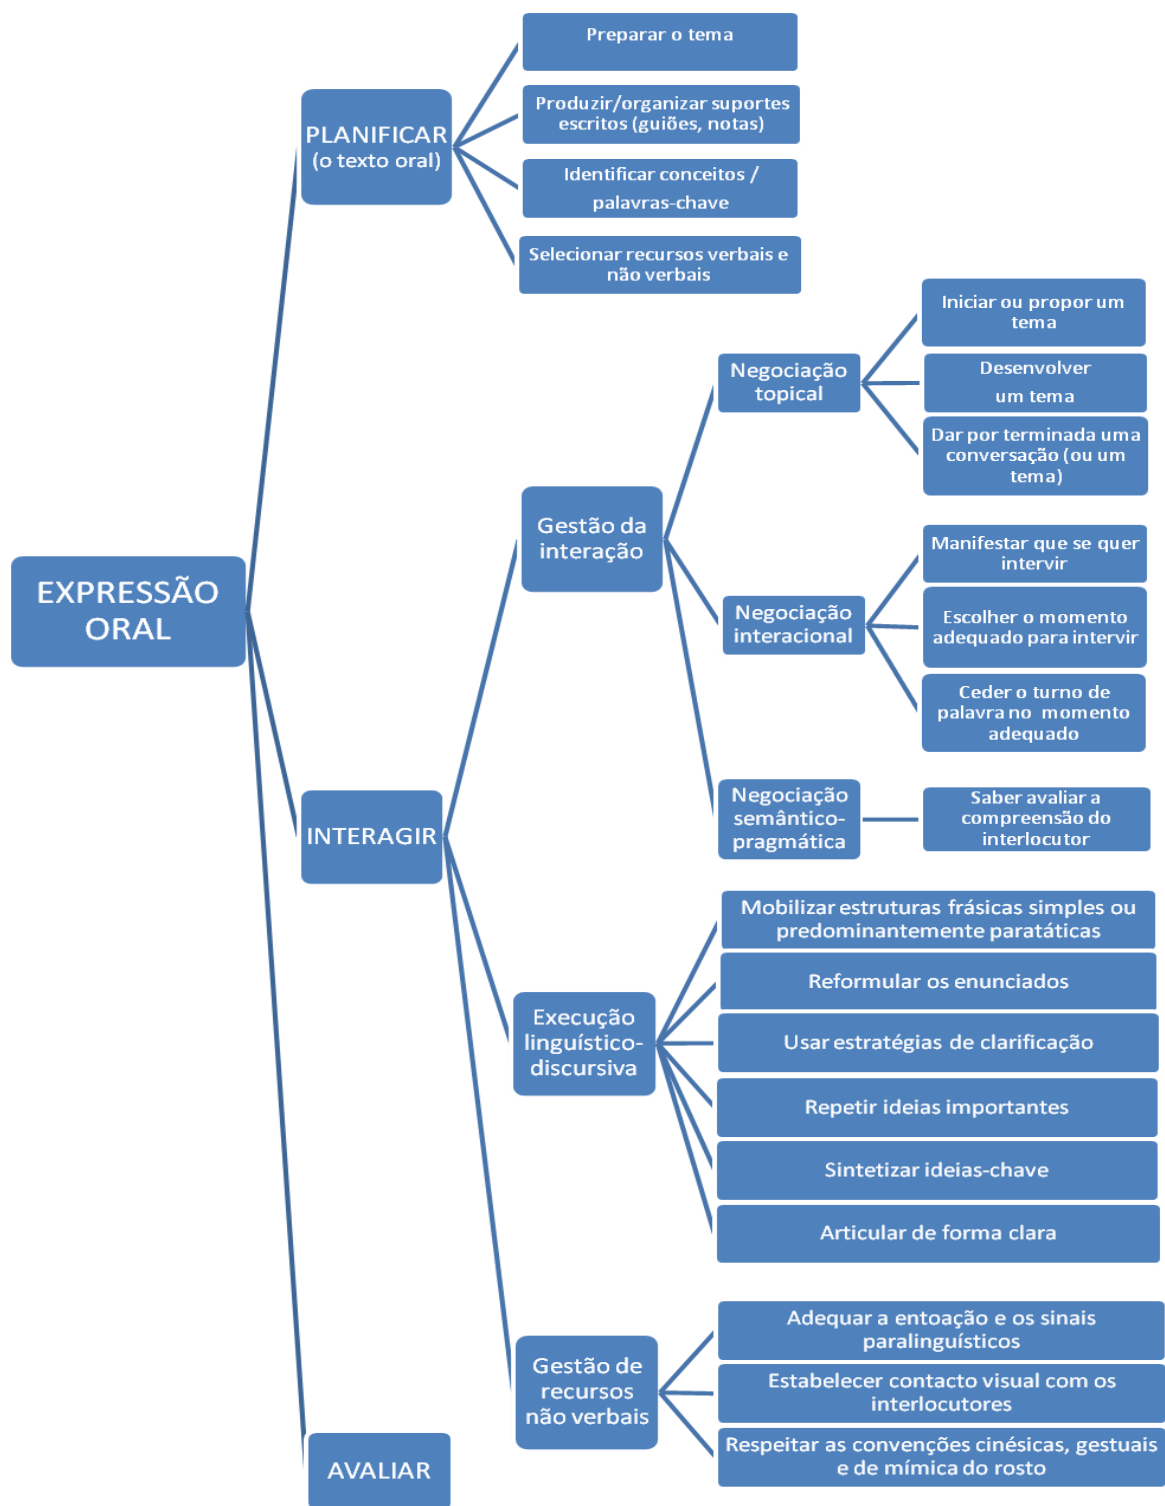 EXPRESSÃO
ORAL
PLANIFICAR
(o texto oral)
Preparar o tema
Produzir/organizar suportes
escritos (guiões, notas)
Identificar conceitos /
palavras-chave
Selecionar recursos verbais e
não verbais
INTERAGIR
Gestão da
interação
Negociação
topical
Iniciar ou propor um
tema
Desenvolver
um tema
Dar por terminada uma
conversação (ou um
tema)
Negociação
interacional
Manifestar que se quer
intervir
Escolher o momento
adequado para intervir
Ceder o turno de
palavra no momento
adequado
Negociação
semântico-
pragmática
Saber avaliar a
compreensão do
interlocutor
Execução
linguístico-
discursiva
Mobilizar estruturas frásicas simples ou
predominantemente paratáticas
Reformular os enunciados
Usar estratégias de clarificação
Repetir ideias importantes
Sintetizar ideias-chave
Articular de forma clara
Gestão de
recursos
não verbais
Adequar a entoação e os sinais
paralinguísticos
Estabelecer contacto visual com os
interlocutores
Respeitar as convenções cinésicas, gestuais
e de mímica do rosto
AVALIAR